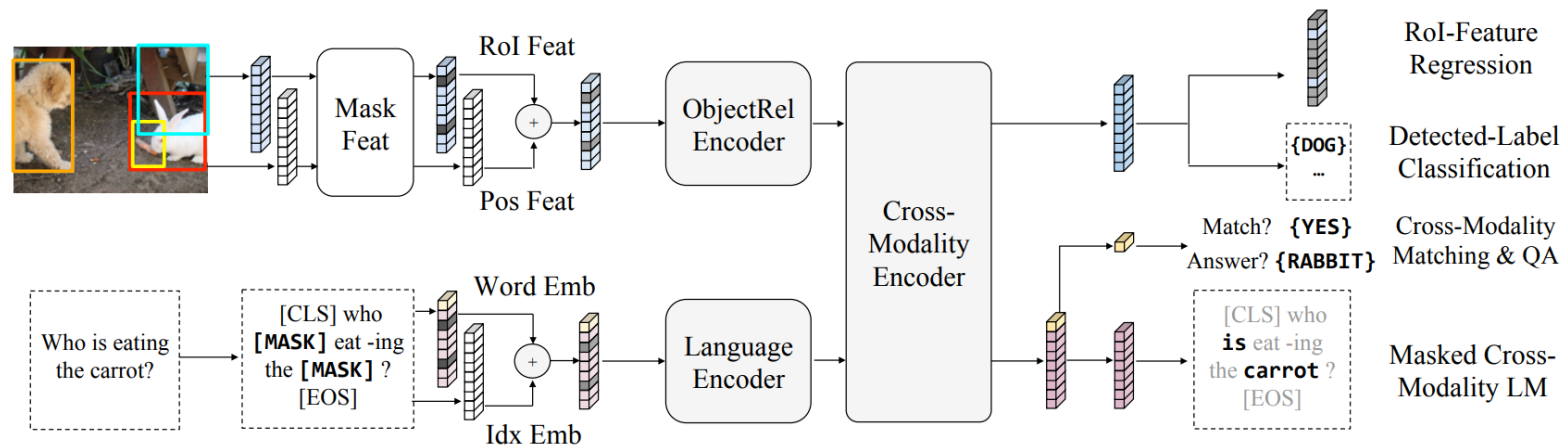 RoI Feat
Mask
Feat
Pos Feat
+
ObjectRel
Encoder
Cross-
Modality
Encoder
RoI-Feature
Regression
{DOG}
…
Detected-Label
Classification
Match? {YES}
Answer? {RABBIT}
Cross-Modality
Matching & QA
Who is eating
the carrot?
[CLS] who
[MASK] eat -ing
the [MASK] ?
[EOS]
Word Emb
+
Idx Emb
Language
Encoder
[CLS] who
is eat -ing
the carrot ?
[EOS]
Masked Cross-
Modality LM